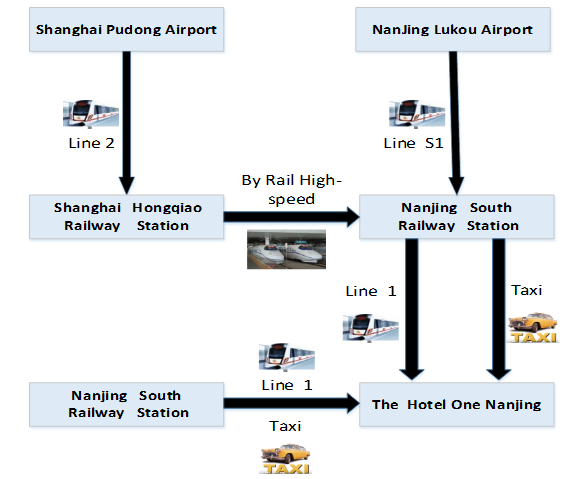 Shanghai Pudong Airport
NanJing Lukou Airport
Line 2
Line S1
Shanghai Hongqiao
Railway Station
By Rail High-
speed
Nanjing South
Railway Station
Line 1
Taxi
TAXI
Nanjing South
Railway Station
Line 1
Taxi
TAXI
The Hotel One Nanjing